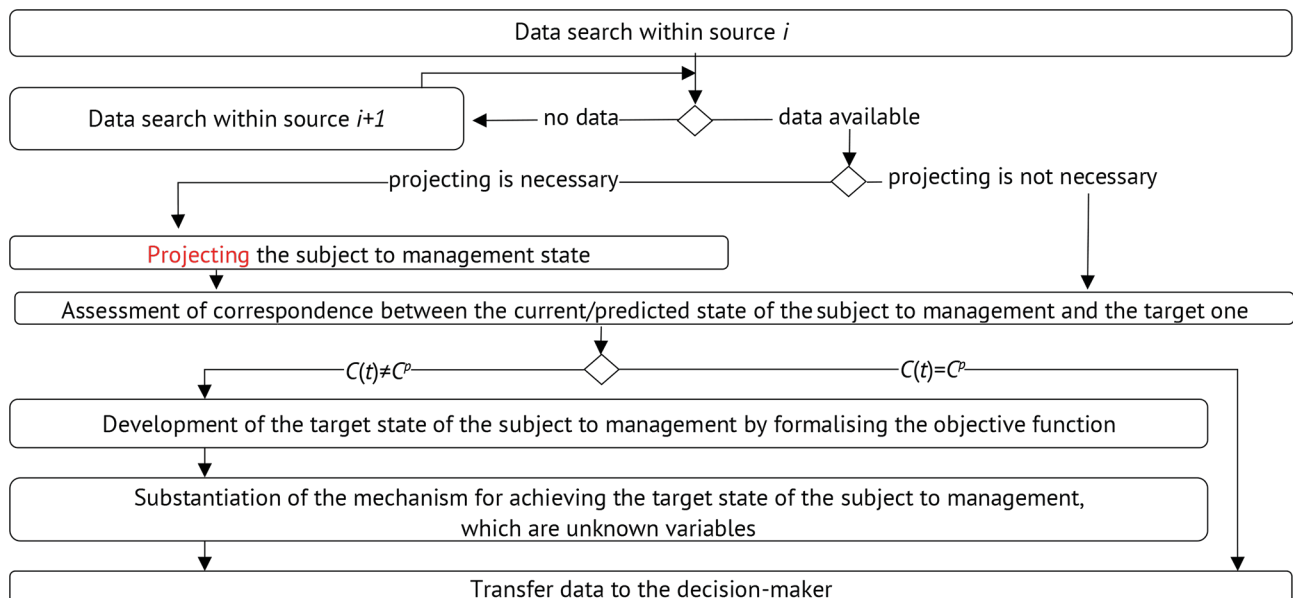 Data search within source i
Data search within source i+1
no data
data available
projecting is necessary
projecting is not necessary
Projecting the subject to management state
Assessment of correspondence between the current/predicted state of the subject to management and the target one
C(t)≠Cᵖ
C(t)=Cᵖ
Development of the target state of the subject to management by formalising the objective function
Substantiation of the mechanism for achieving the target state of the subject to management,
which are unknown variables
Transfer data to the decision-maker